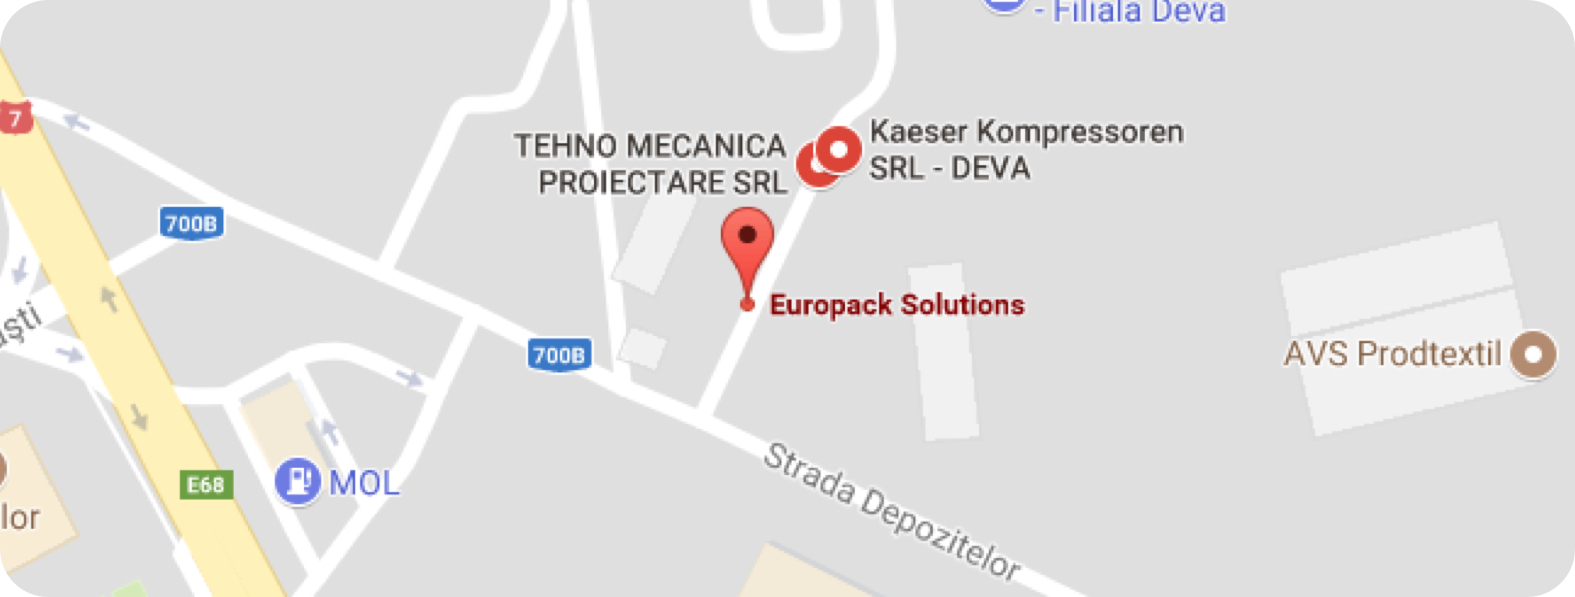 - Filiala Deva
7
TEHNO MECANICA
PROIECTARE SRL
Kaeser Kompressoren
SRL - DEVA
700B
Europack Solutions
700B
AVS Prodtextil
Strada Depozitelor
E68
MOL
lor